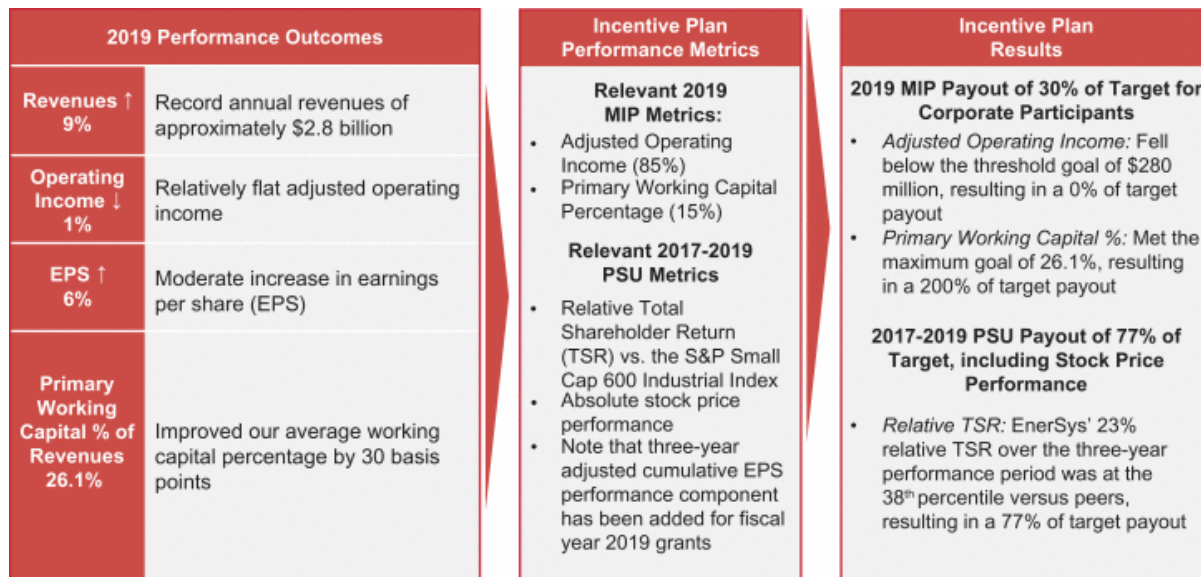 2019 Performance Outcomes
Revenues ↑
9%
Record annual revenues of
approximately $2.8 billion
Operating
Income ↓
1%
Relatively flat adjusted operating
income
EPS ↑
6%
Moderate increase in earnings
per share (EPS)
Primary
Working
Capital % of
Revenues
26.1%
Improved our average working
capital percentage by 30 basis
points
Incentive Plan
Performance Metrics
Relevant 2019
MIP Metrics:
• Adjusted Operating
Income (85%)
• Primary Working Capital
Percentage (15%)
Relevant 2017-2019
PSU Metrics
• Relative Total
Shareholder Return
(TSR) vs. the S&P Small
Cap 600 Industrial Index
• Absolute stock price
performance
• Note that three-year
adjusted cumulative EPS
performance component
has been added for fiscal
year 2019 grants
Incentive Plan
Results
2019 MIP Payout of 30% of Target for
Corporate Participants
• Adjusted Operating Income: Fell
below the threshold goal of $280
million, resulting in a 0% of target
payout
• Primary Working Capital %: Met the
maximum goal of 26.1%, resulting
in a 200% of target payout
2017-2019 PSU Payout of 77% of
Target, including Stock Price
Performance
• Relative TSR: EnerSys' 23%
relative TSR over the three-year
performance period was at the
38th percentile versus peers,
resulting in a 77% of target payout